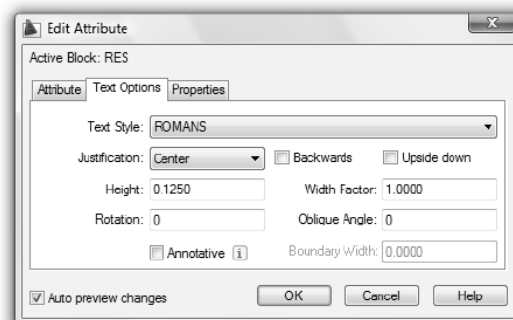 Edit Attribute
Active Block: RES
Attribute Text Options Properties
Text Style: ROMANS
Justification: Center Backwards Upside down
Height: 0.1250 Width Factor: 1.0000
Rotation: 0 Oblique Angle: 0
Annotative i Boundary Width: 0.0000
Auto preview changes OK Cancel Help